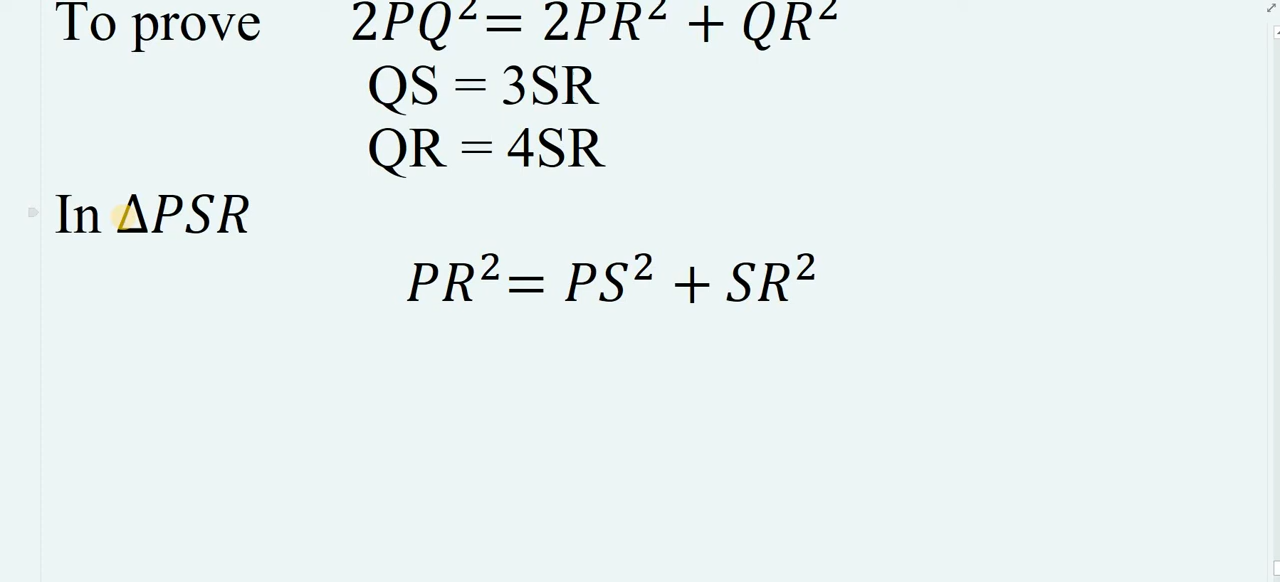 To prove 2PQ² = 2PR² + QR²
QS = 3SR
QR = 4SR
In ΔPSR
PR² = PS² + SR²